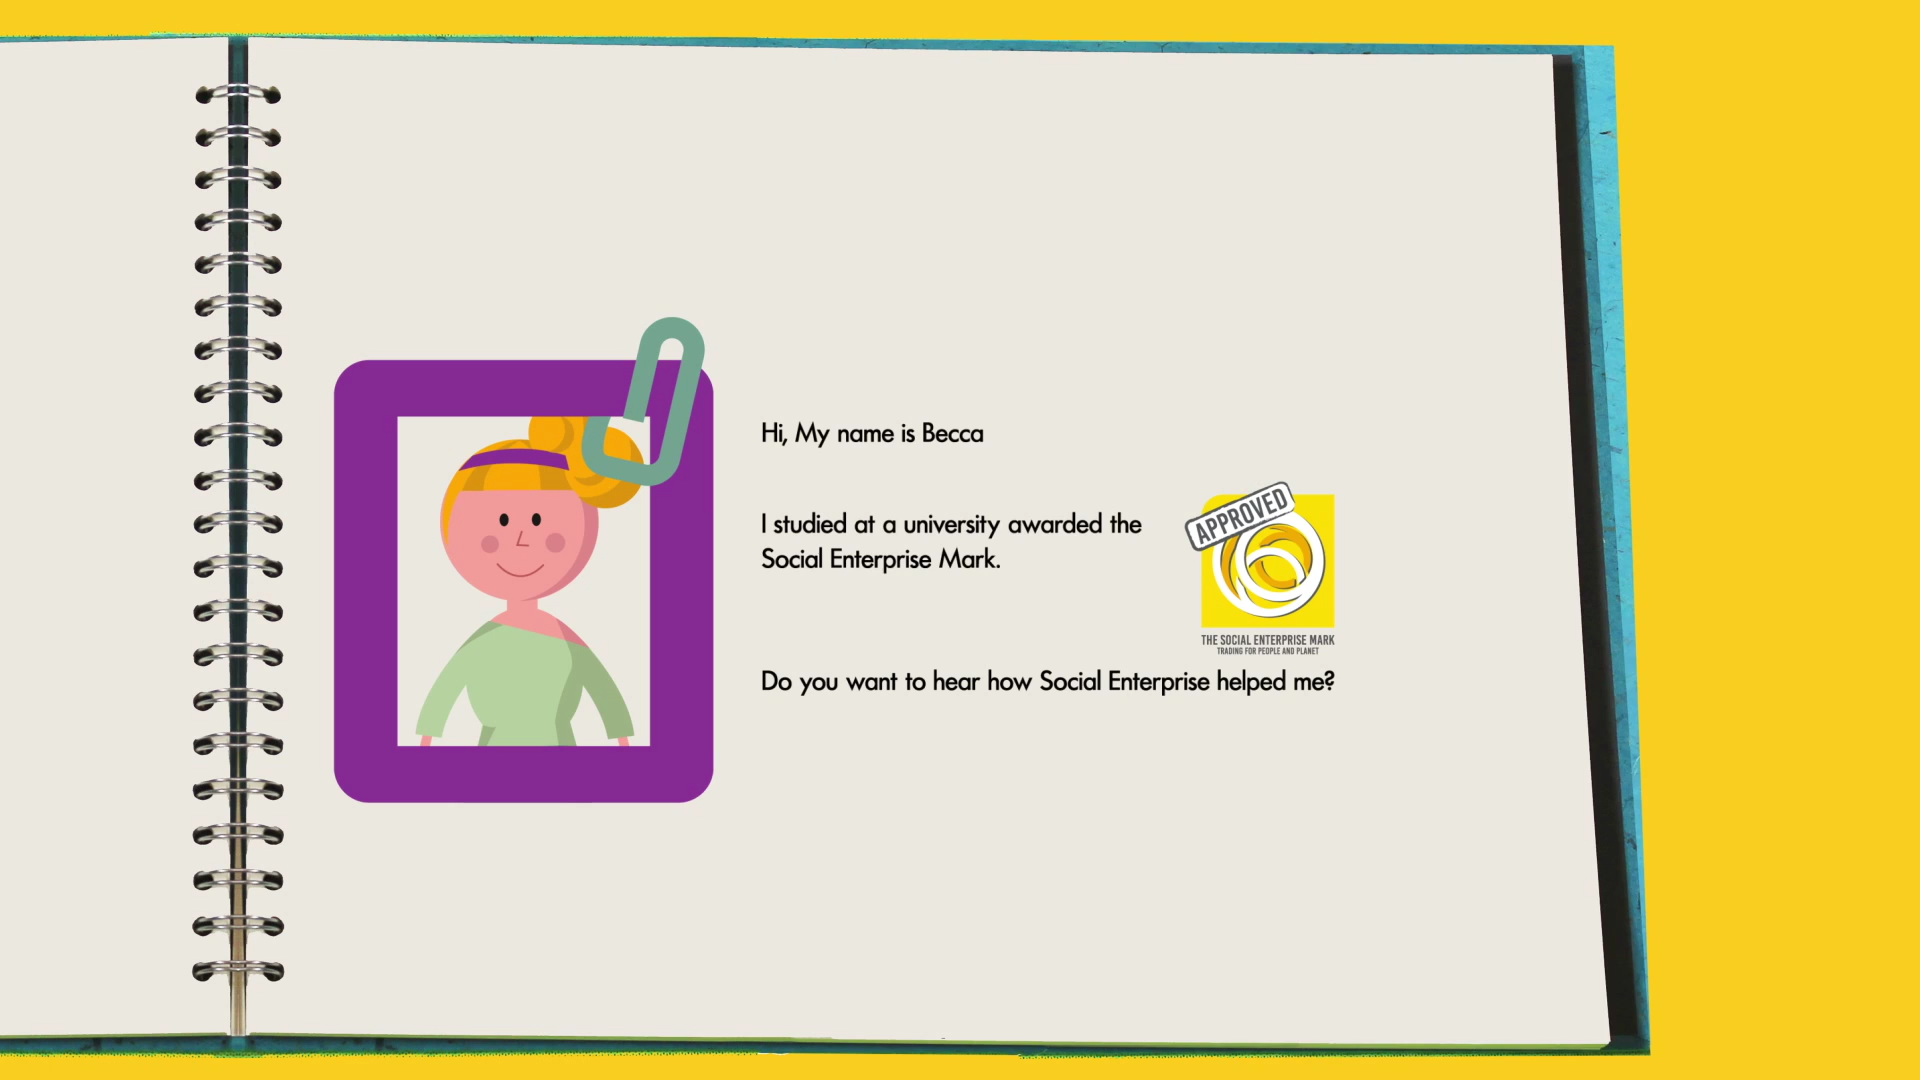 Hi, My name is Becca
I studied at a university awarded the
Social Enterprise Mark.
APPROVED
THE SOCIAL ENTERPRISE MARK
TRADING FOR PEOPLE AND PLANET
Do you want to hear how Social Enterprise helped me?